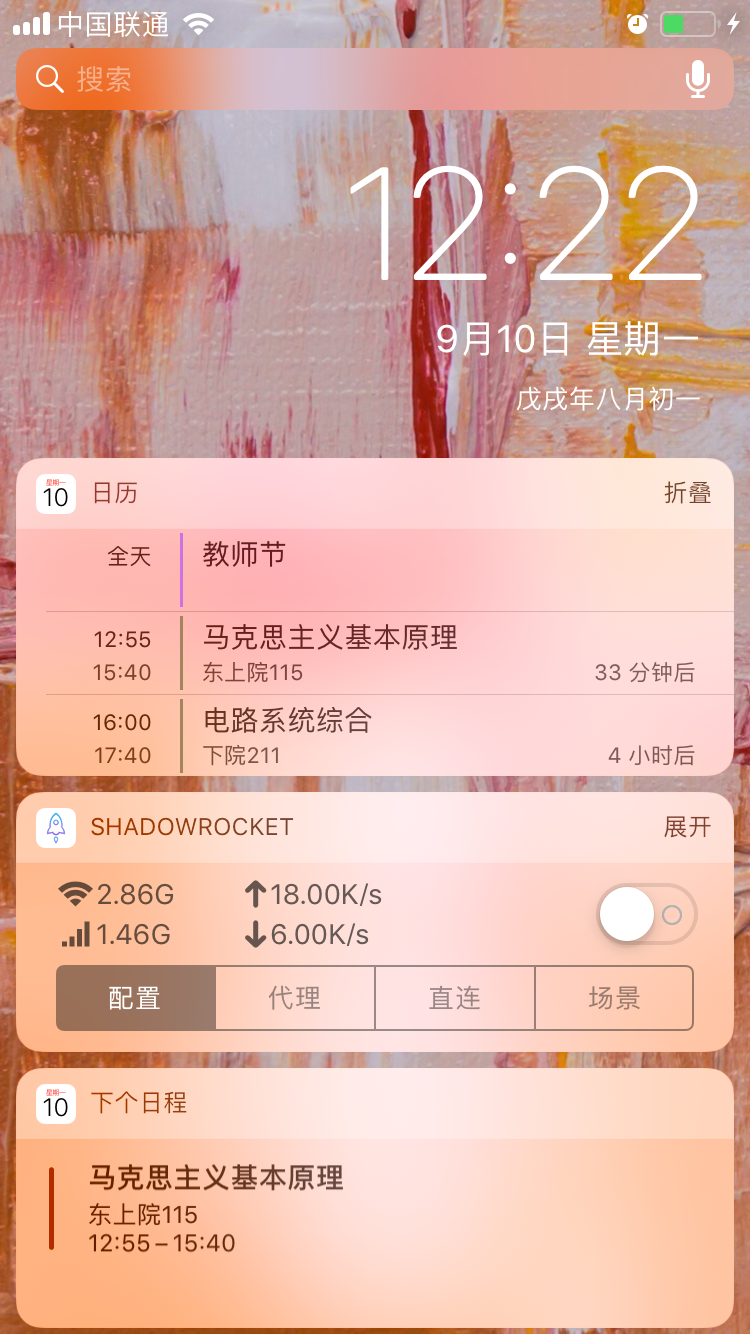 中国联通
搜索
12:22
9月10日 星期一
戊戌年八月初一
星期一
10 日历 折叠
全天 教师节
12:55 马克思主义基本原理
15:40 东上院115 33 分钟后
16:00 电路系统综合
17:40 下院211 4 小时后
SHADOWROCKET 展开
2.86G 18.00K/s
1.46G 6.00K/s
配置 代理 直连 场景
星期一
10 下个日程
马克思主义基本原理
东上院115
12:55 – 15:40